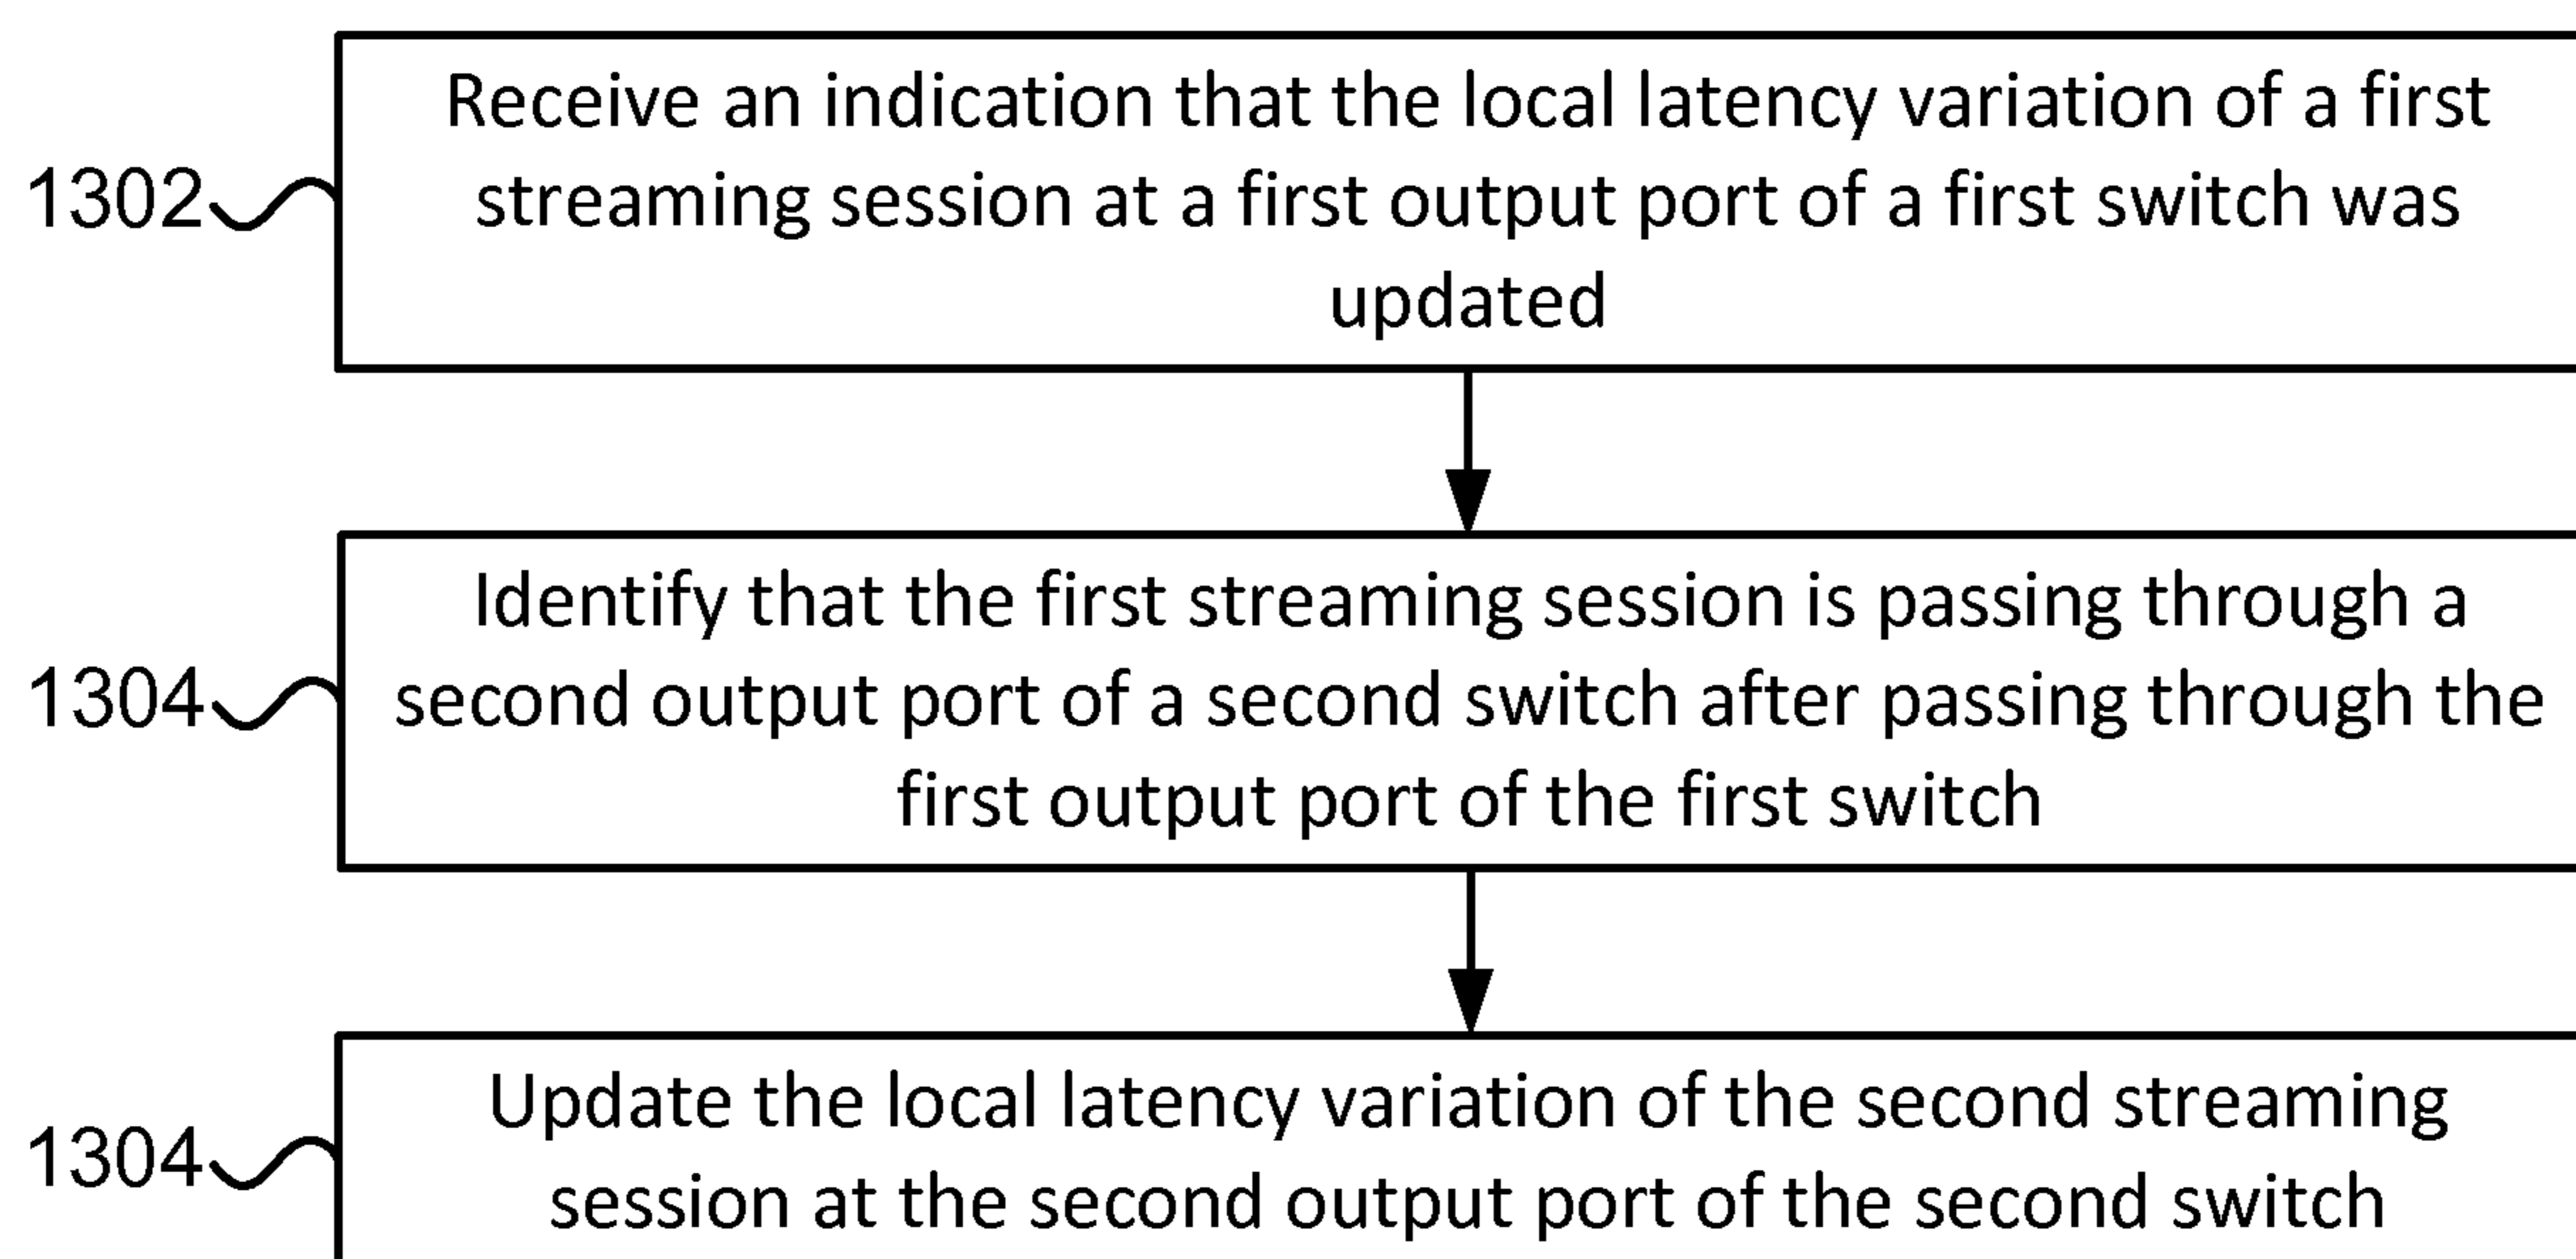 Receive an indication that the local latency variation of a first
1302
streaming session at a first output port of a first switch was
updated
Identify that the first streaming session is passing through a
1304
second output port of a second switch after passing through the
first output port of the first switch
Update the local latency variation of the second streaming
1304
session at the second output port of the second switch